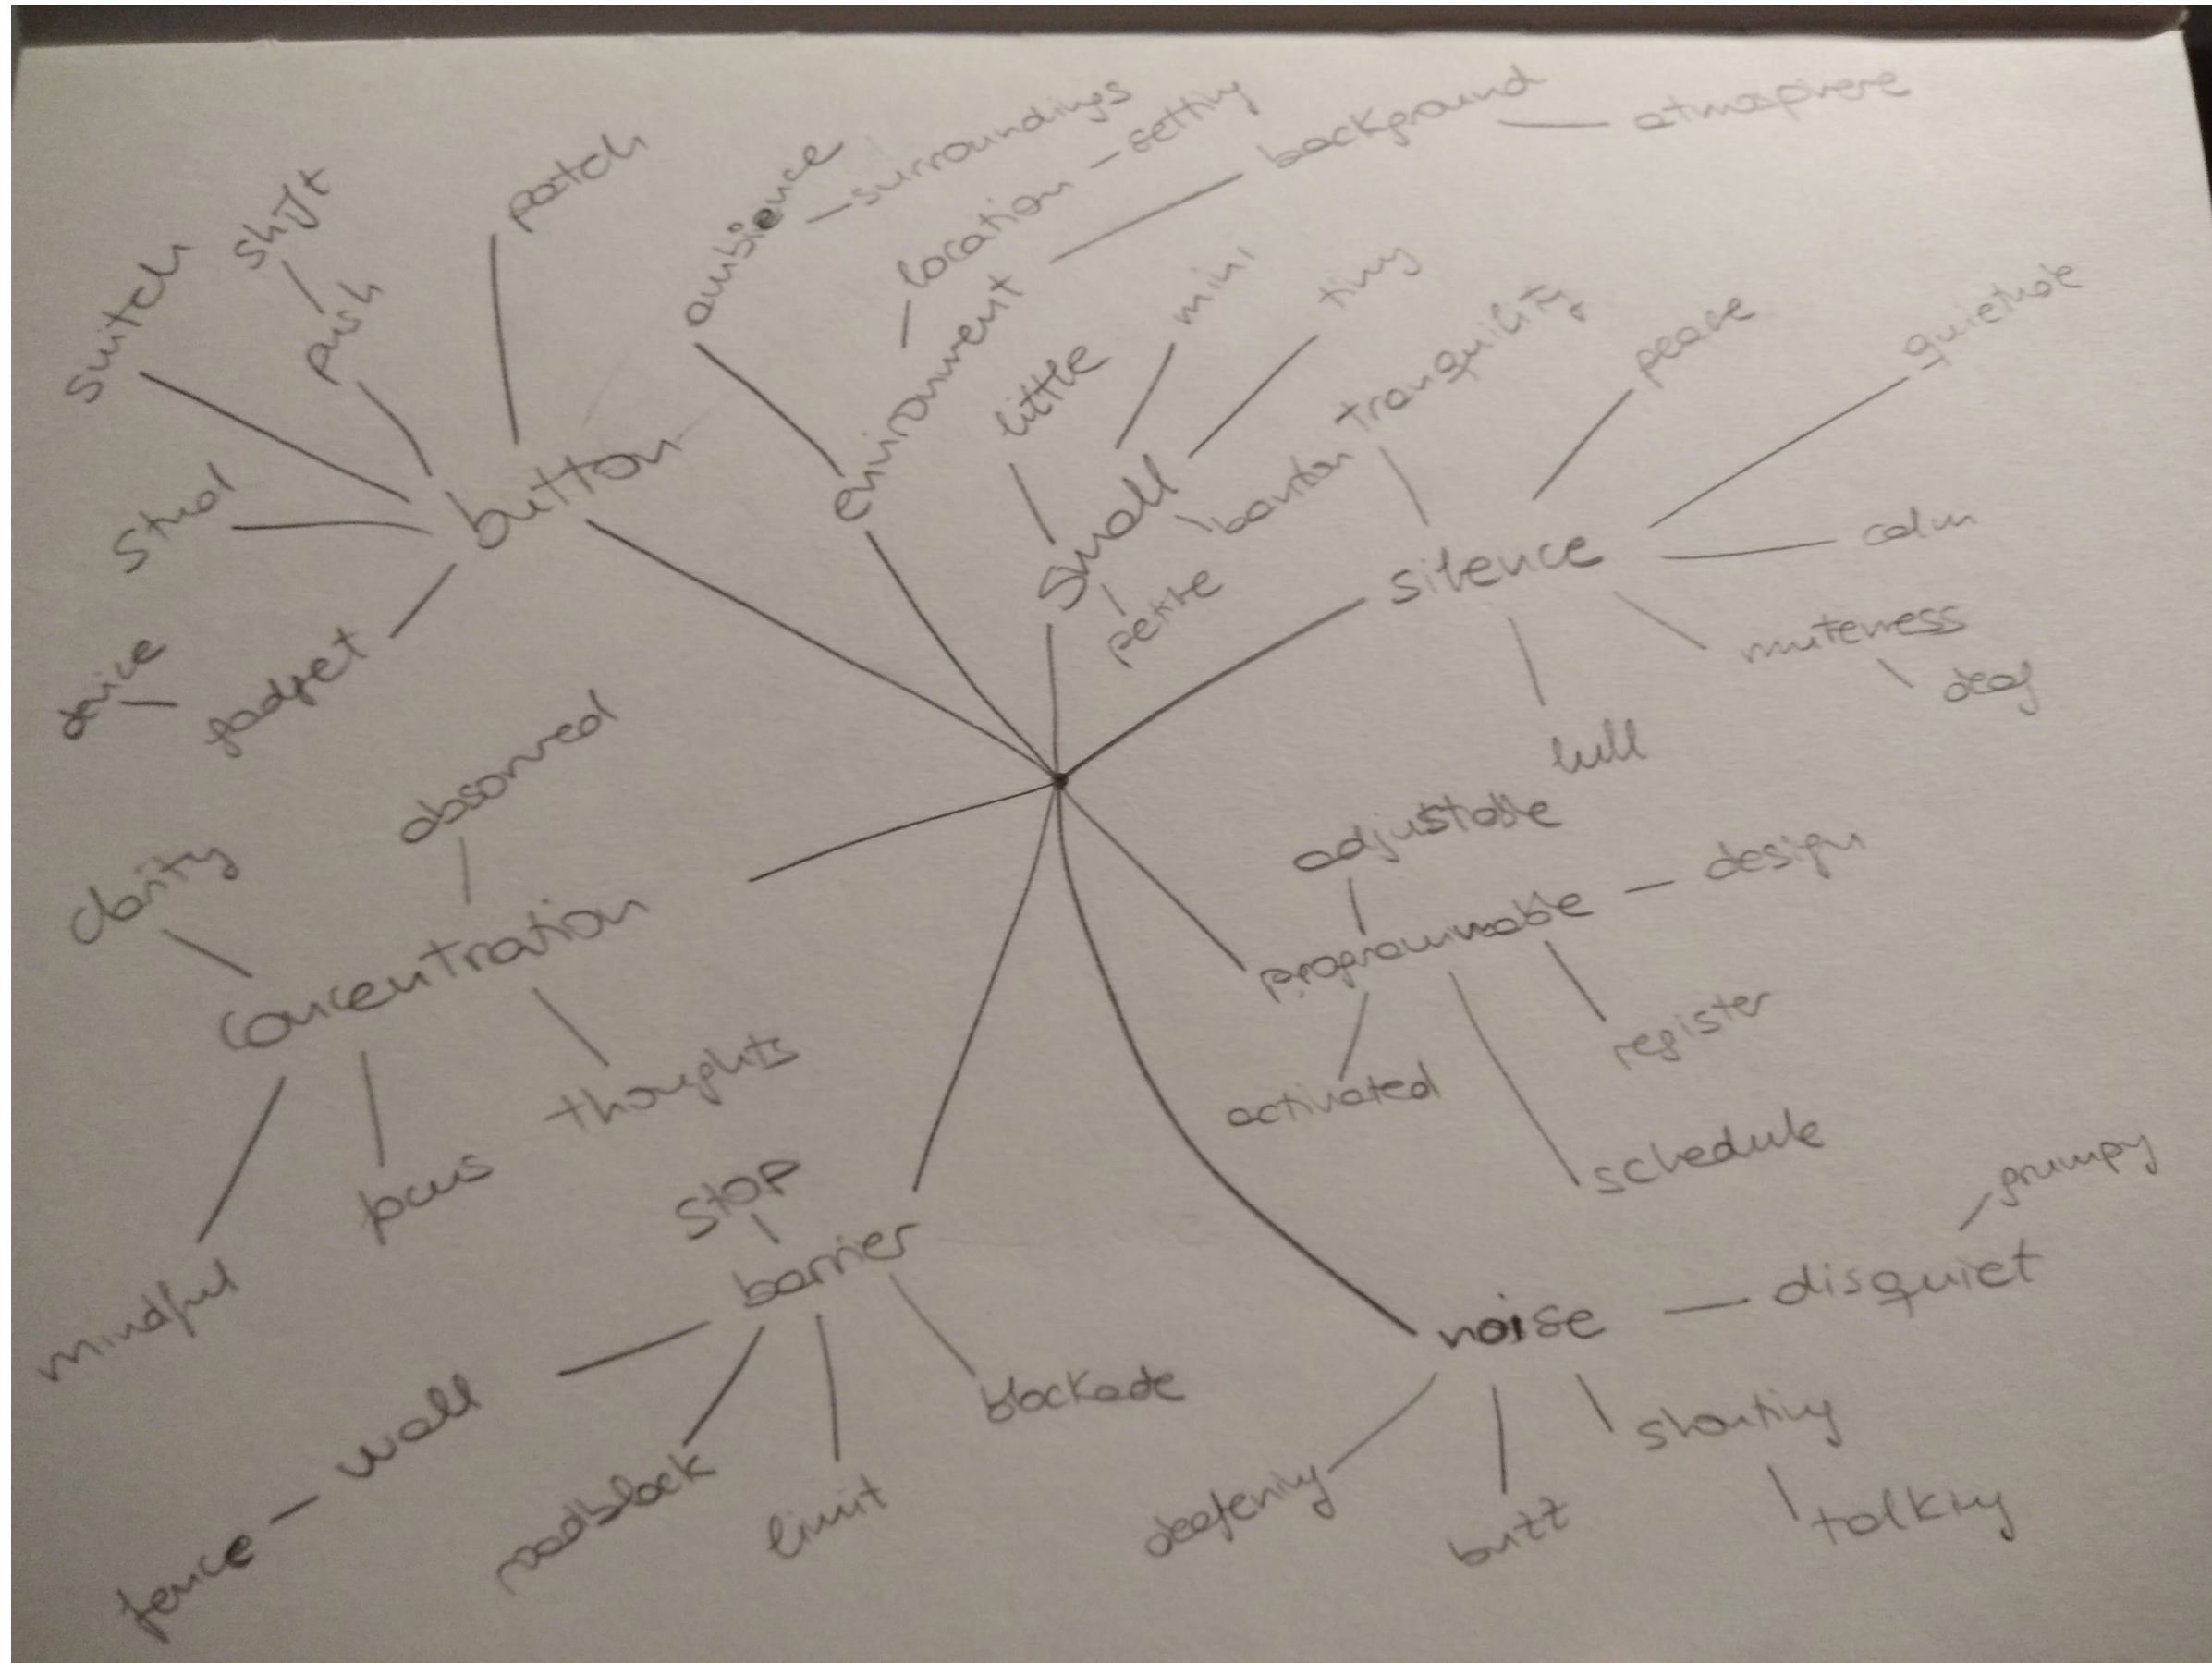 switch
shift
push
patch
stud
button
gadget
device
ambience
surroundings
environment
location
setting
background
atmosphere
small
little
mini
tiny
petite
silence
tranquility
peace
quietude
calm
muteness
deaf
lull
programmable
adjustable
design
register
schedule
activated
noise
disquiet
grumpy
shouting
talking
buzz
deafening
barrier
STOP
blockade
limit
roadblock
wall
fence
concentration
absorved
clarity
thoughts
focus
mindful